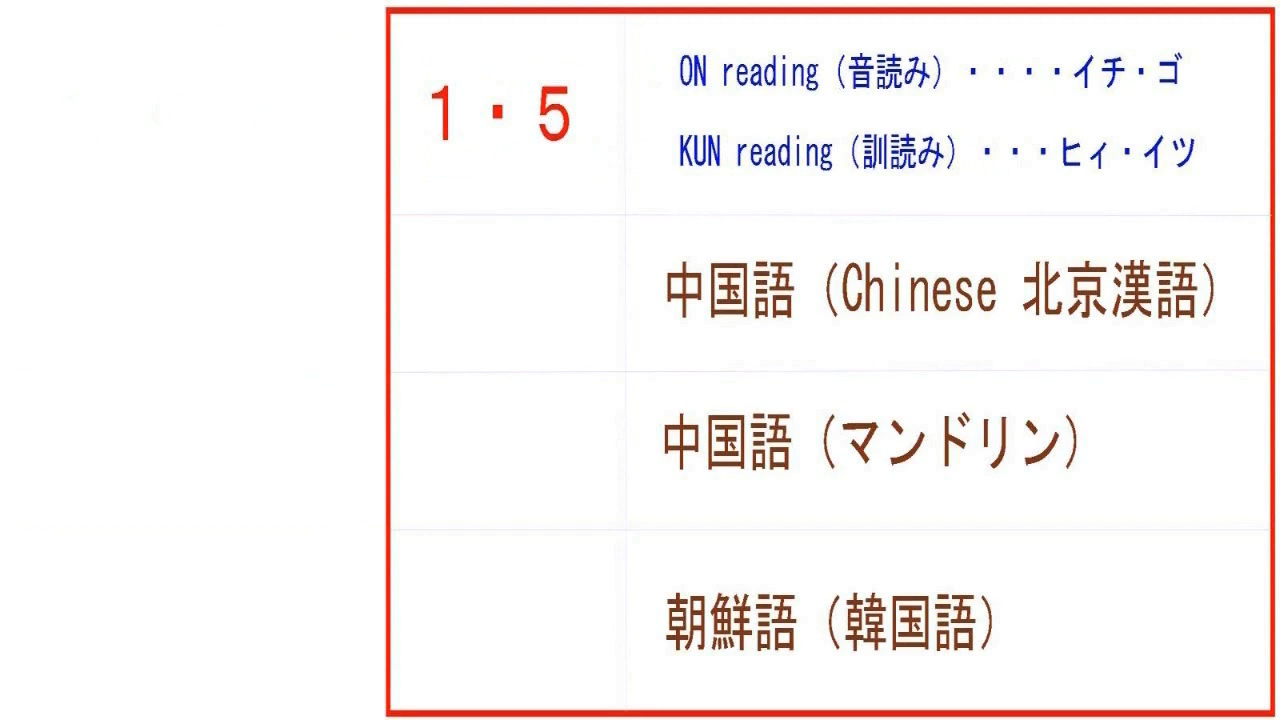 1・5
ON reading（音読み）・・・・イチ・ゴ
KUN reading（訓読み）・・・ヒィ・イツ
中国語（Chinese 北京漢語）
中国語（マンドリン）
朝鮮語（韓国語）